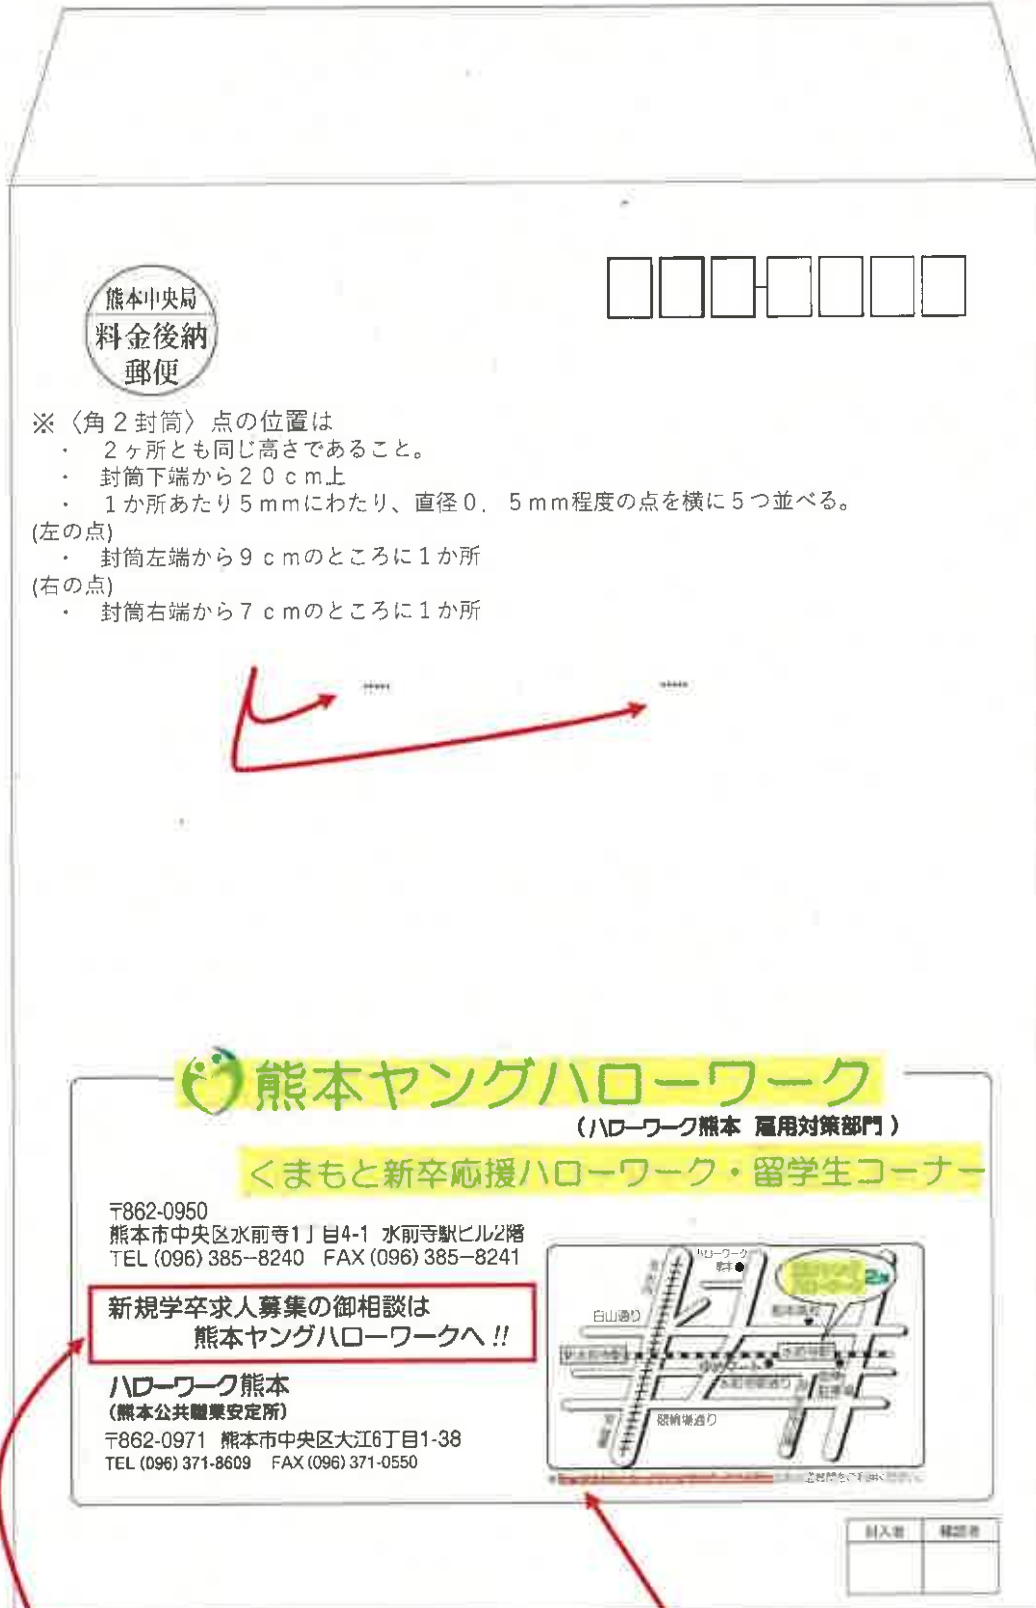 熊本中央局
料金後納
郵便
※〈角2封筒〉点の位置は
・ 2ヶ所とも同じ高さであること。
・ 封筒下端から20cm上
・ 1か所あたり5mmにわたり、直径0.5mm程度の点を横に5つ並べる。
(左の点)
・ 封筒左端から9cmのところに1か所
(右の点)
・ 封筒右端から7cmのところに1か所
熊本ヤングハローワーク
(ハローワーク熊本 雇用対策部門)
くまもと新卒応援ハローワーク・留学生コーナー
〒862-0950
熊本市中央区水前寺1丁目4-1 水前寺駅ビル2階
TEL (096) 385-8240 FAX (096) 385-8241
新規学卒求人募集の御相談は
熊本ヤングハローワークへ!!
ハローワーク熊本
(熊本公共職業安定所)
〒862-0971 熊本市中央区大江6丁目1-38
TEL (096) 371-8609 FAX (096) 371-0550
ハローワーク
熊本
2階
白山通り
水前寺駅
競輪場通り
封入者 確認者